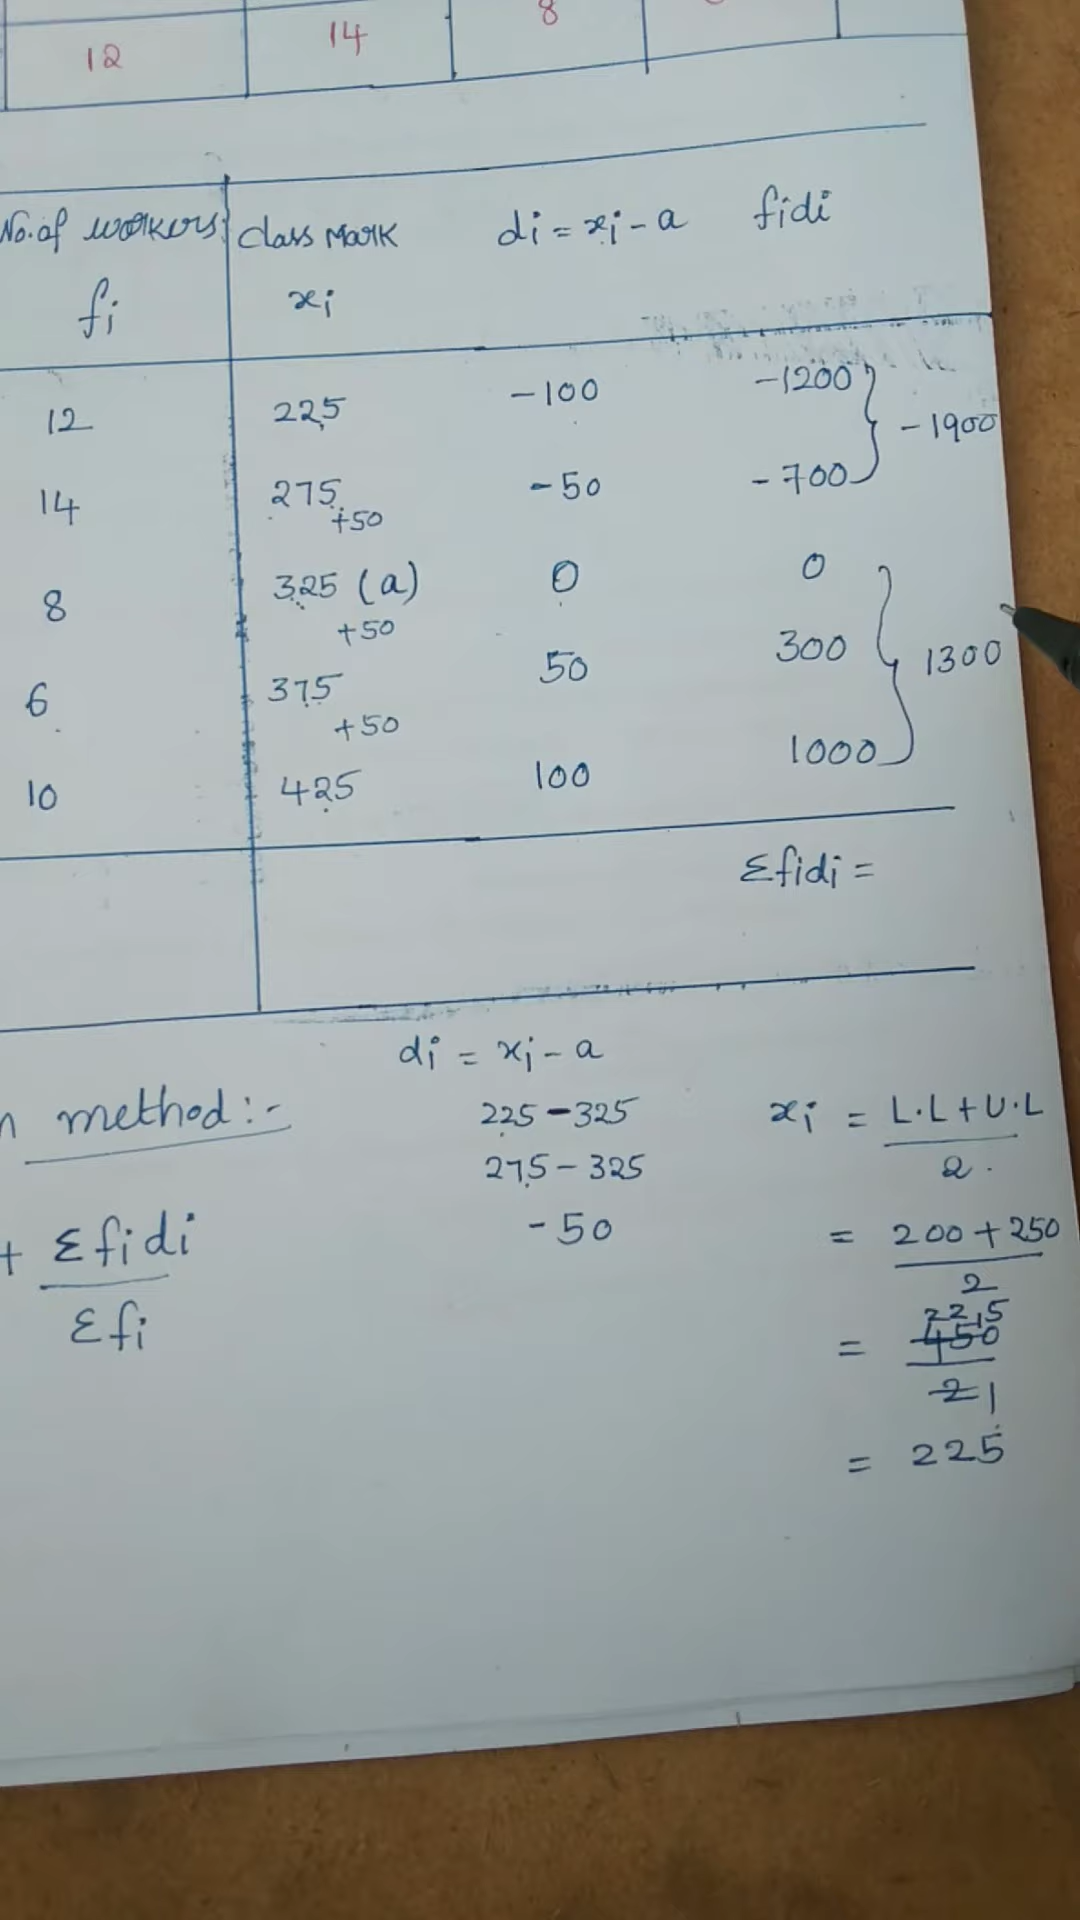 12 14 8
No. of workers class Mark di = xi - a fidi
fi xi
12 225 -100 -1200
-1900
14 275 -50 -700
+50
8 325 (a) 0 0
+50
6 375 50 300 1300
+50
10 425 100 1000
Σfidi =
di = xi - a
method:-
225 - 325
275 - 325
-50
+ Σfidi
Σfi
xi = L.L + U.L
2.
= 200 + 250
2
225
= 450
2 1
= 225